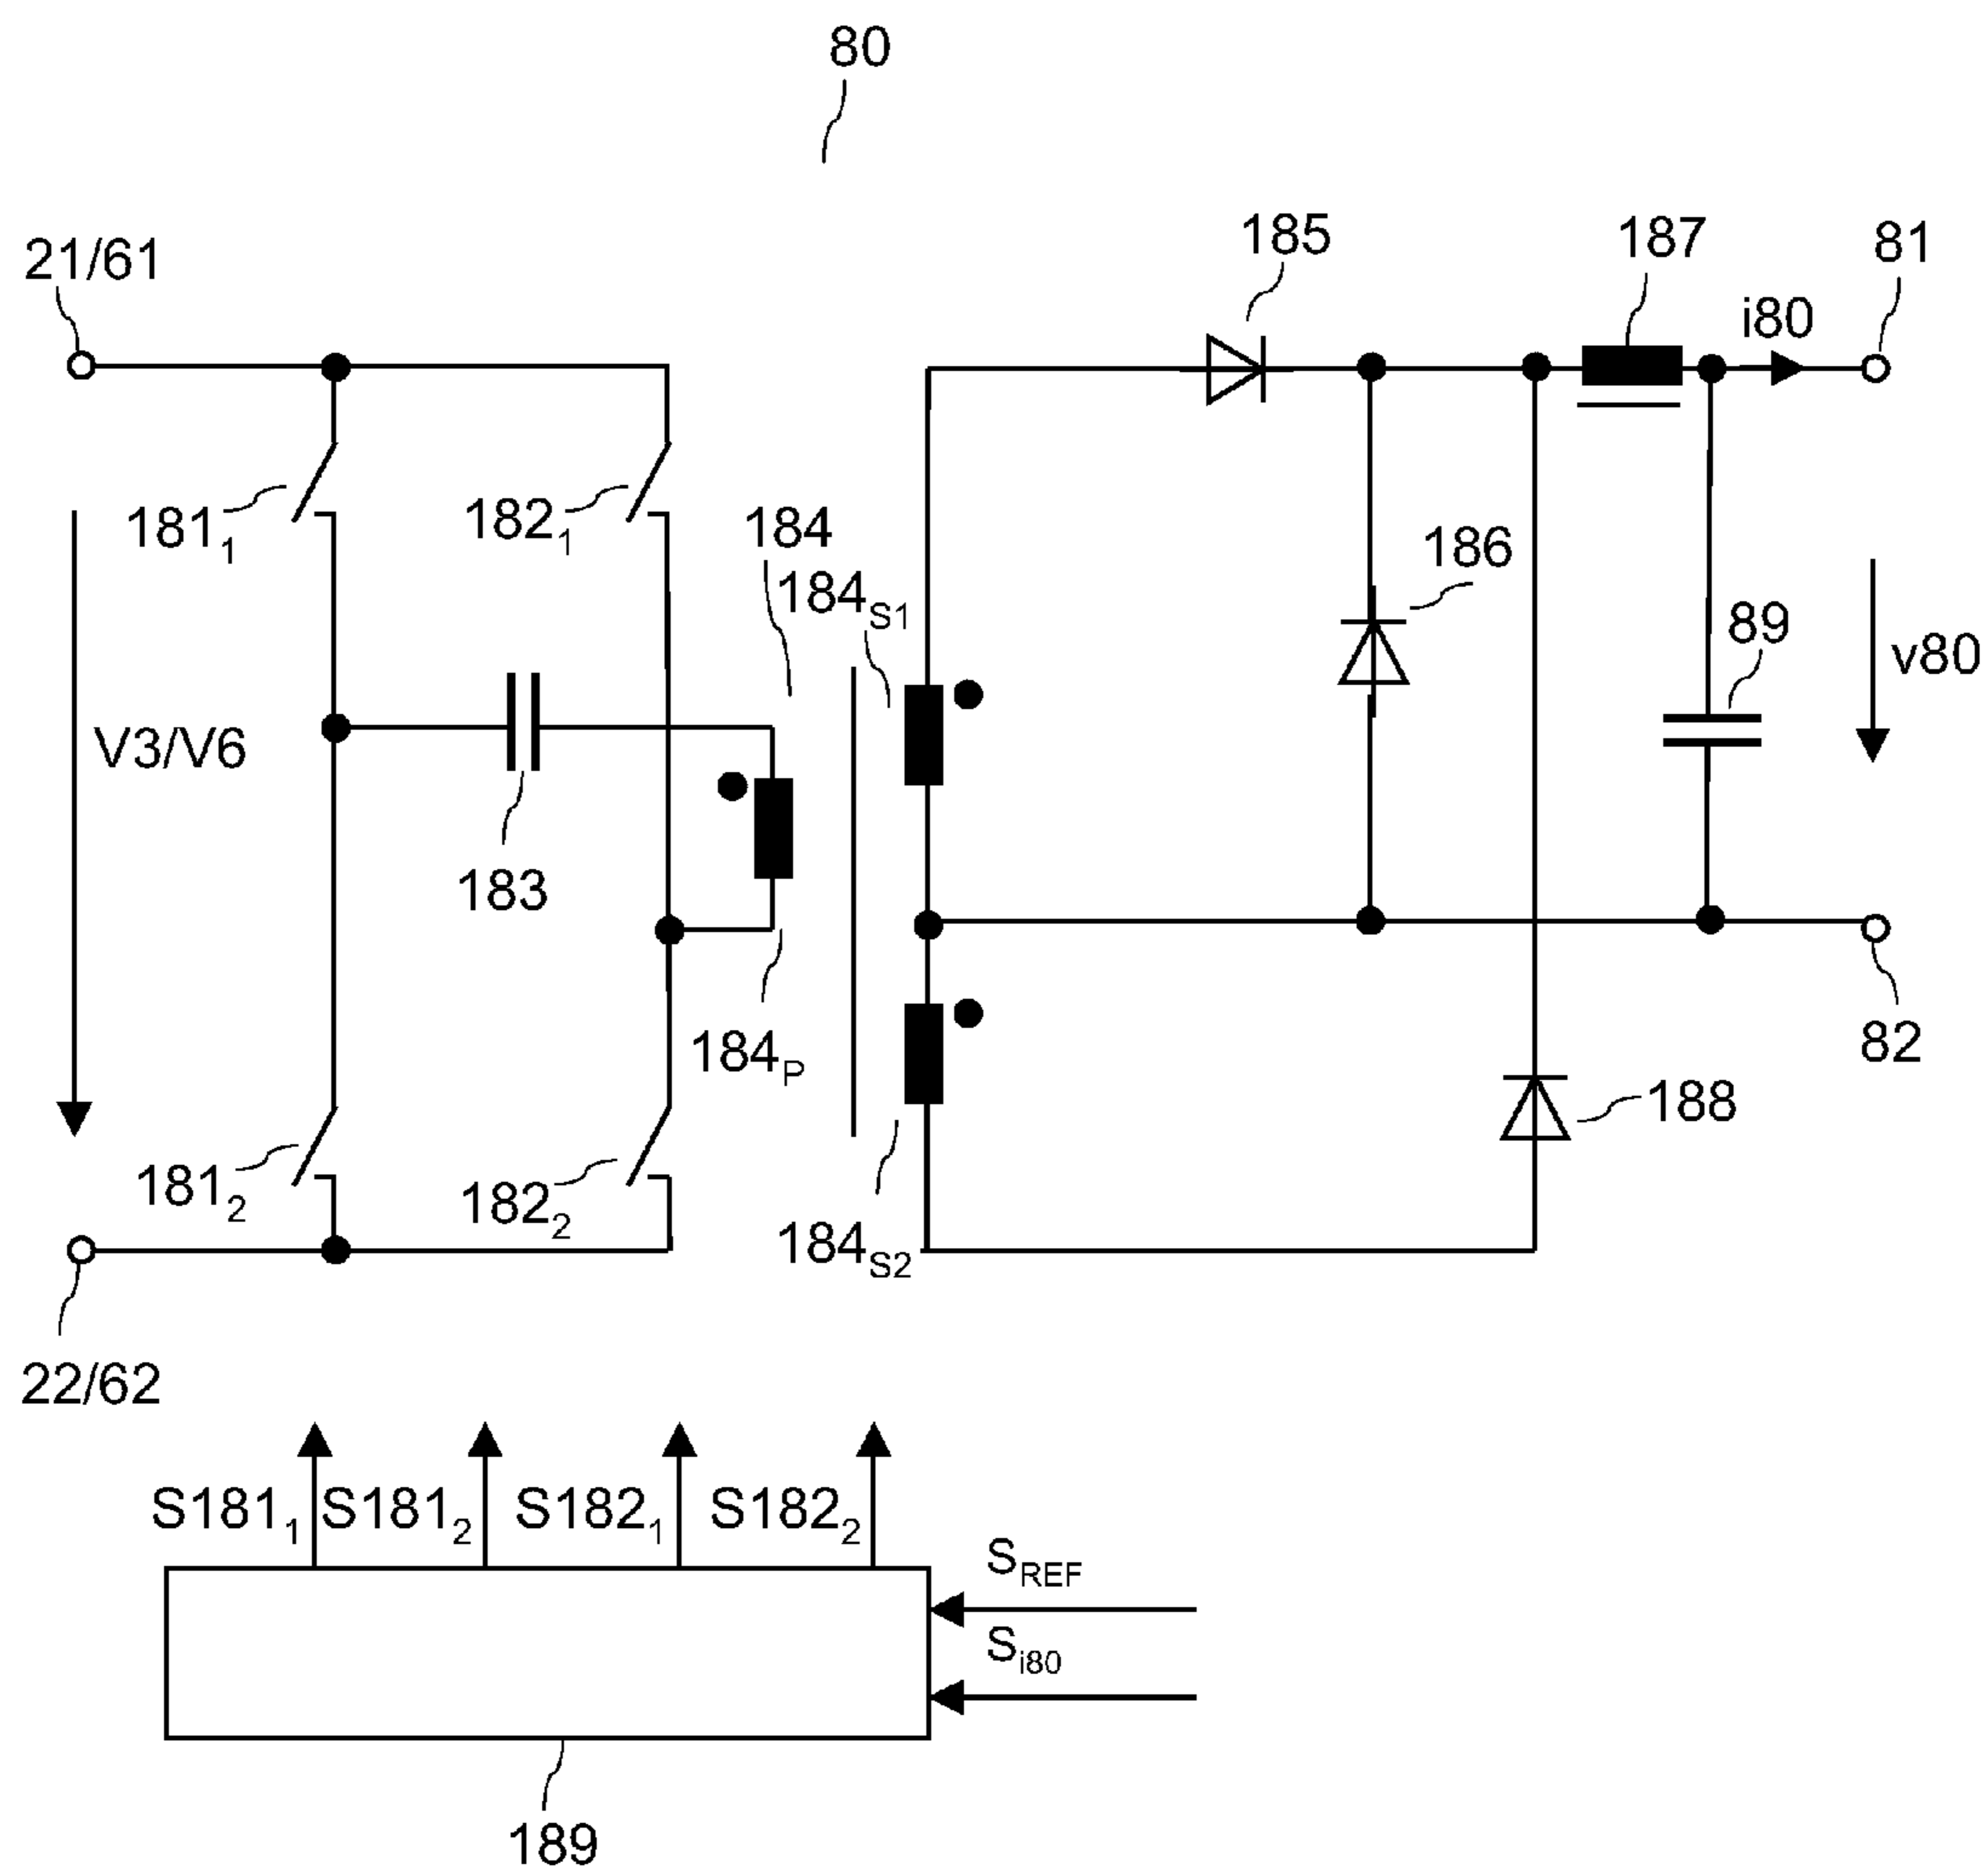 80
21/61
185
187
81
i80
181₁
182₁
184
184S1
186
89
v80
V3/V6
183
184P
82
188
181₂
182₂
184S2
22/62
S181₁ S181₂ S182₁ S182₂
SREF
Si80
189